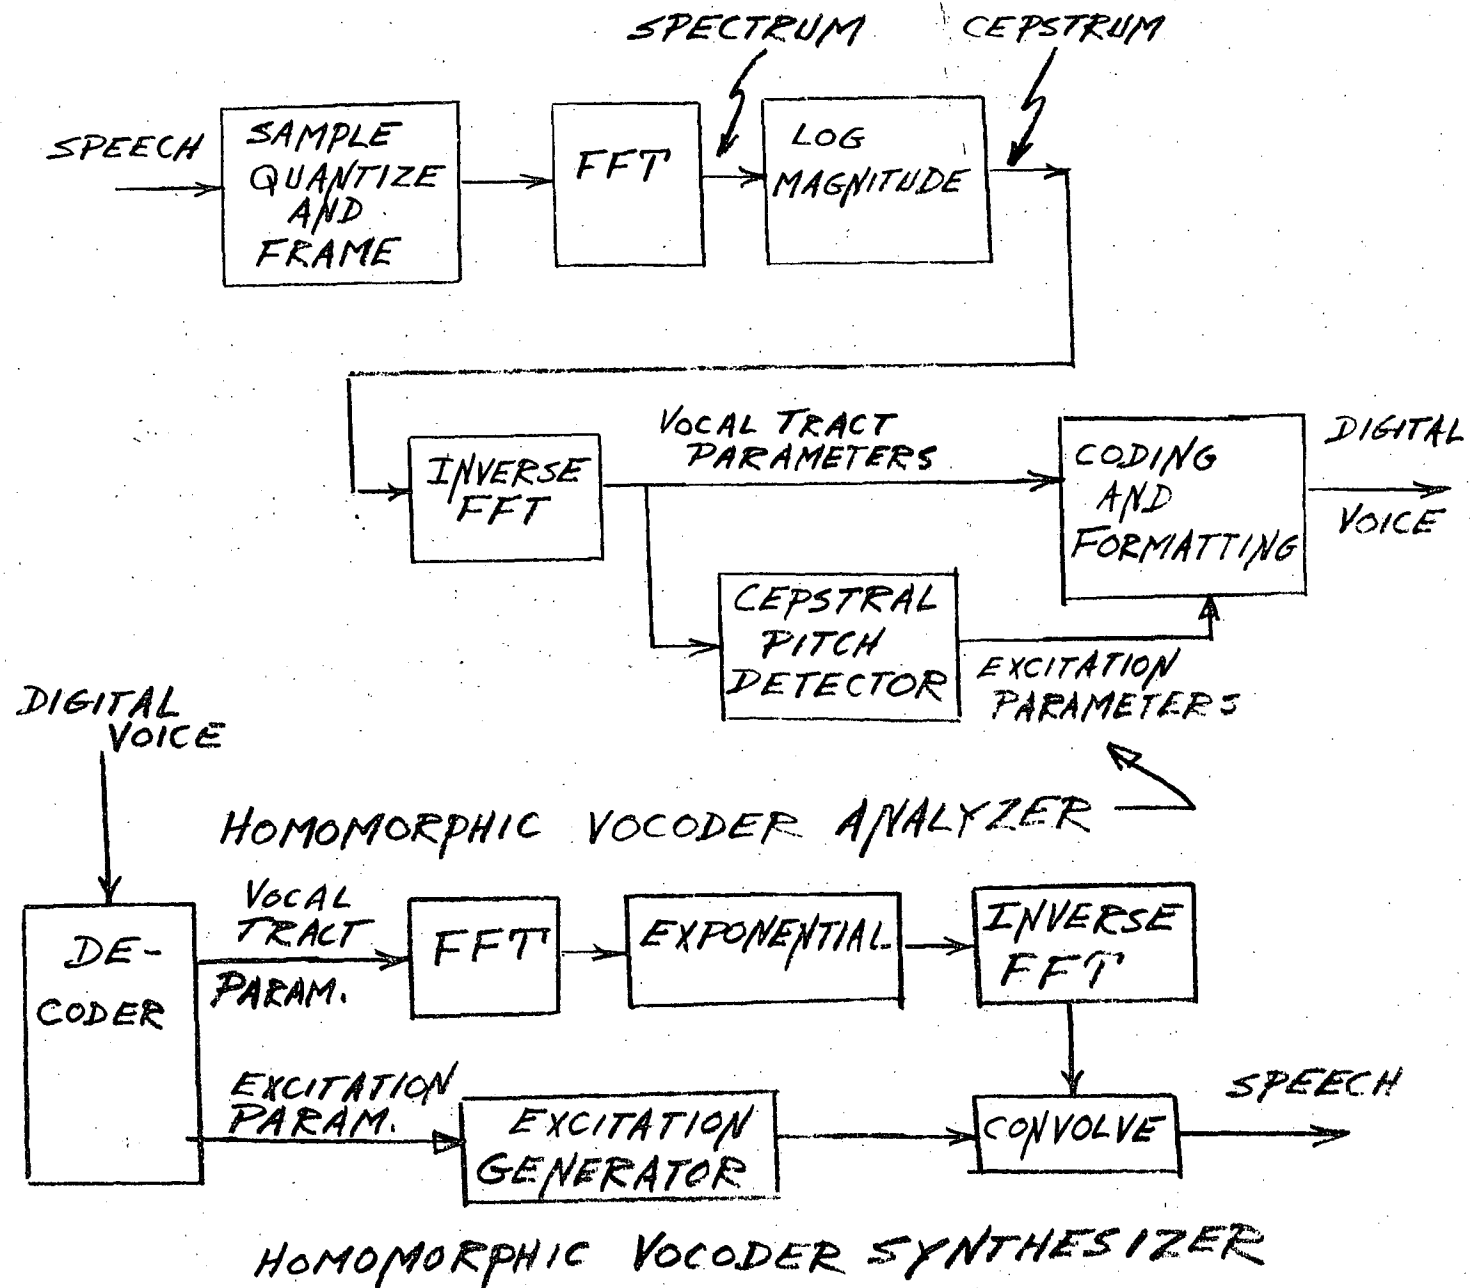 SPECTRUM
CEPSTRUM
SPEECH
SAMPLE
QUANTIZE
AND
FRAME
FFT
LOG
MAGNITUDE
INVERSE
FFT
VOCAL TRACT
PARAMETERS
CODING
AND
FORMATTING
DIGITAL
VOICE
CEPSTRAL
PITCH
DETECTOR
EXCITATION
PARAMETERS
DIGITAL
VOICE
HOMOMORPHIC VOCODER ANALYZER
DE-
CODER
VOCAL
TRACT
PARAM.
FFT
EXPONENTIAL
INVERSE
FFT
EXCITATION
PARAM.
EXCITATION
GENERATOR
CONVOLVE
SPEECH
HOMOMORPHIC VOCODER SYNTHESIZER